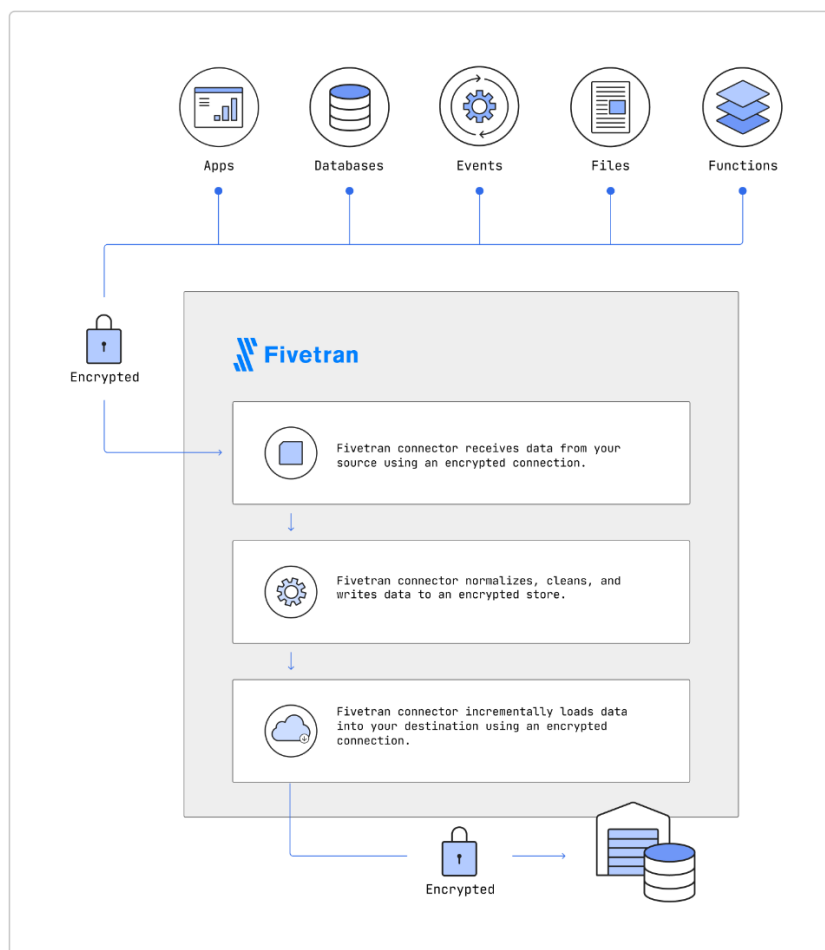 Apps
Databases
Events
Files
Functions
Encrypted
Fivetran
Fivetran connector receives data from your
source using an encrypted connection.
Fivetran connector normalizes, cleans, and
writes data to an encrypted store.
Fivetran connector incrementally loads data
into your destination using an encrypted
connection.
Encrypted